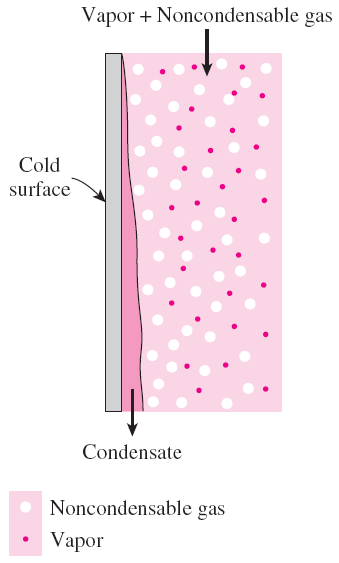 Vapor + Noncondensable gas
Cold
surface
Condensate
Noncondensable gas
Vapor